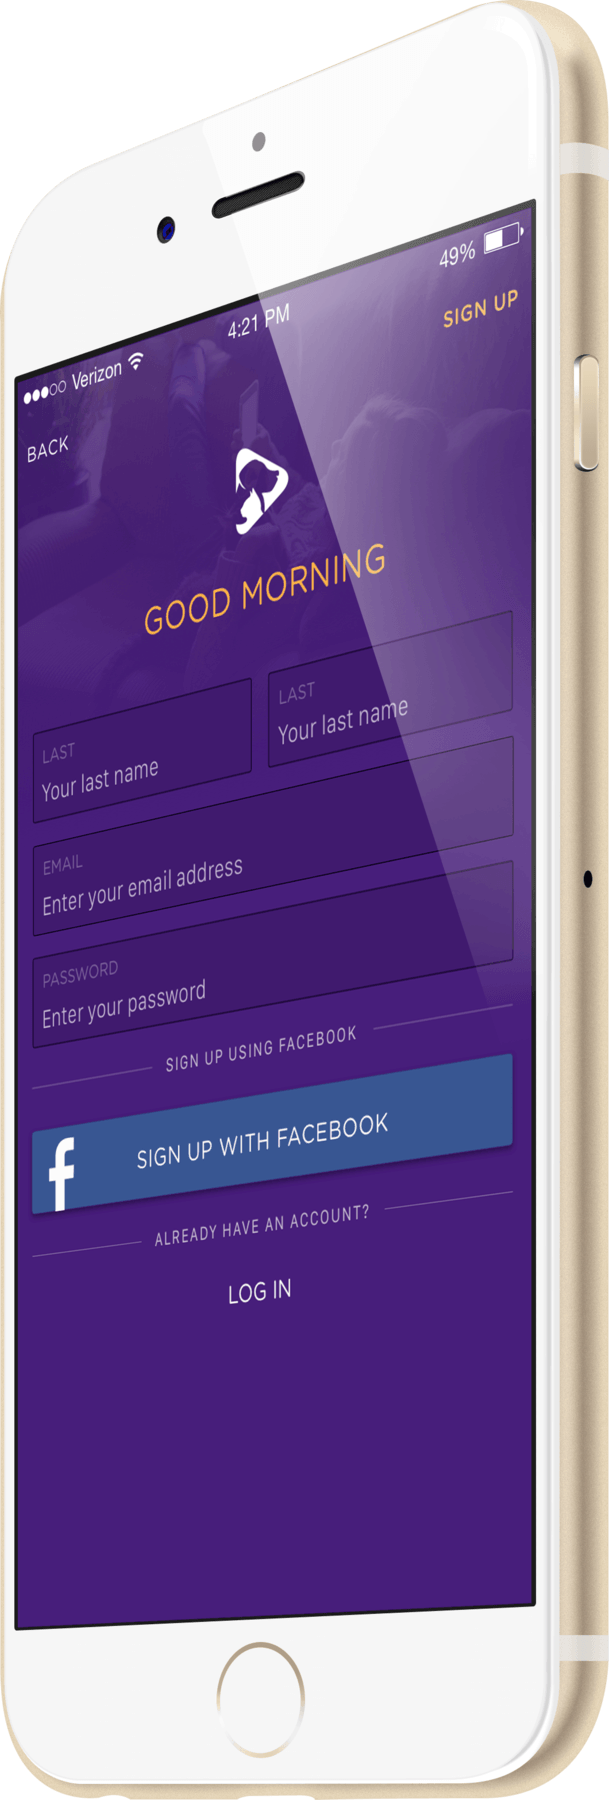 Verizon 4:21 PM 49%
BACK SIGN UP
GOOD MORNING
LAST LAST
Your last name Your last name
EMAIL
Enter your email address
PASSWORD
Enter your password
SIGN UP USING FACEBOOK
f SIGN UP WITH FACEBOOK
ALREADY HAVE AN ACCOUNT?
LOG IN